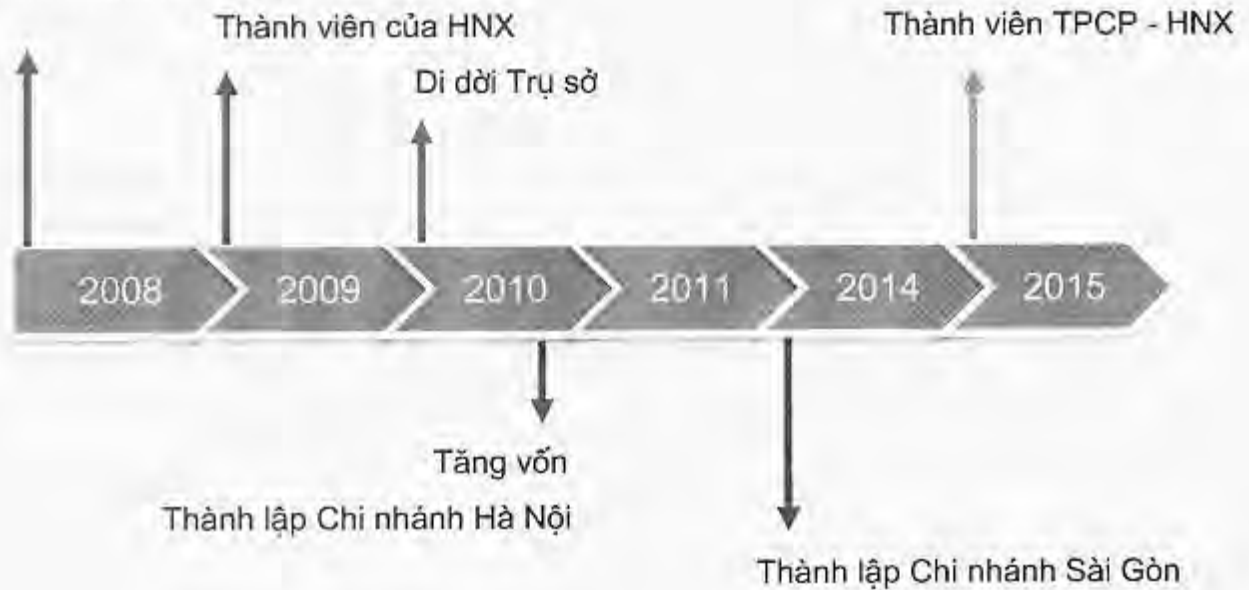 Thành viên của HNX
Thành viên TPCP - HNX
Di dời Trụ sở
2008
2009
2010
2011
2014
2015
Tăng vốn
Thành lập Chi nhánh Hà Nội
Thành lập Chi nhánh Sài Gòn